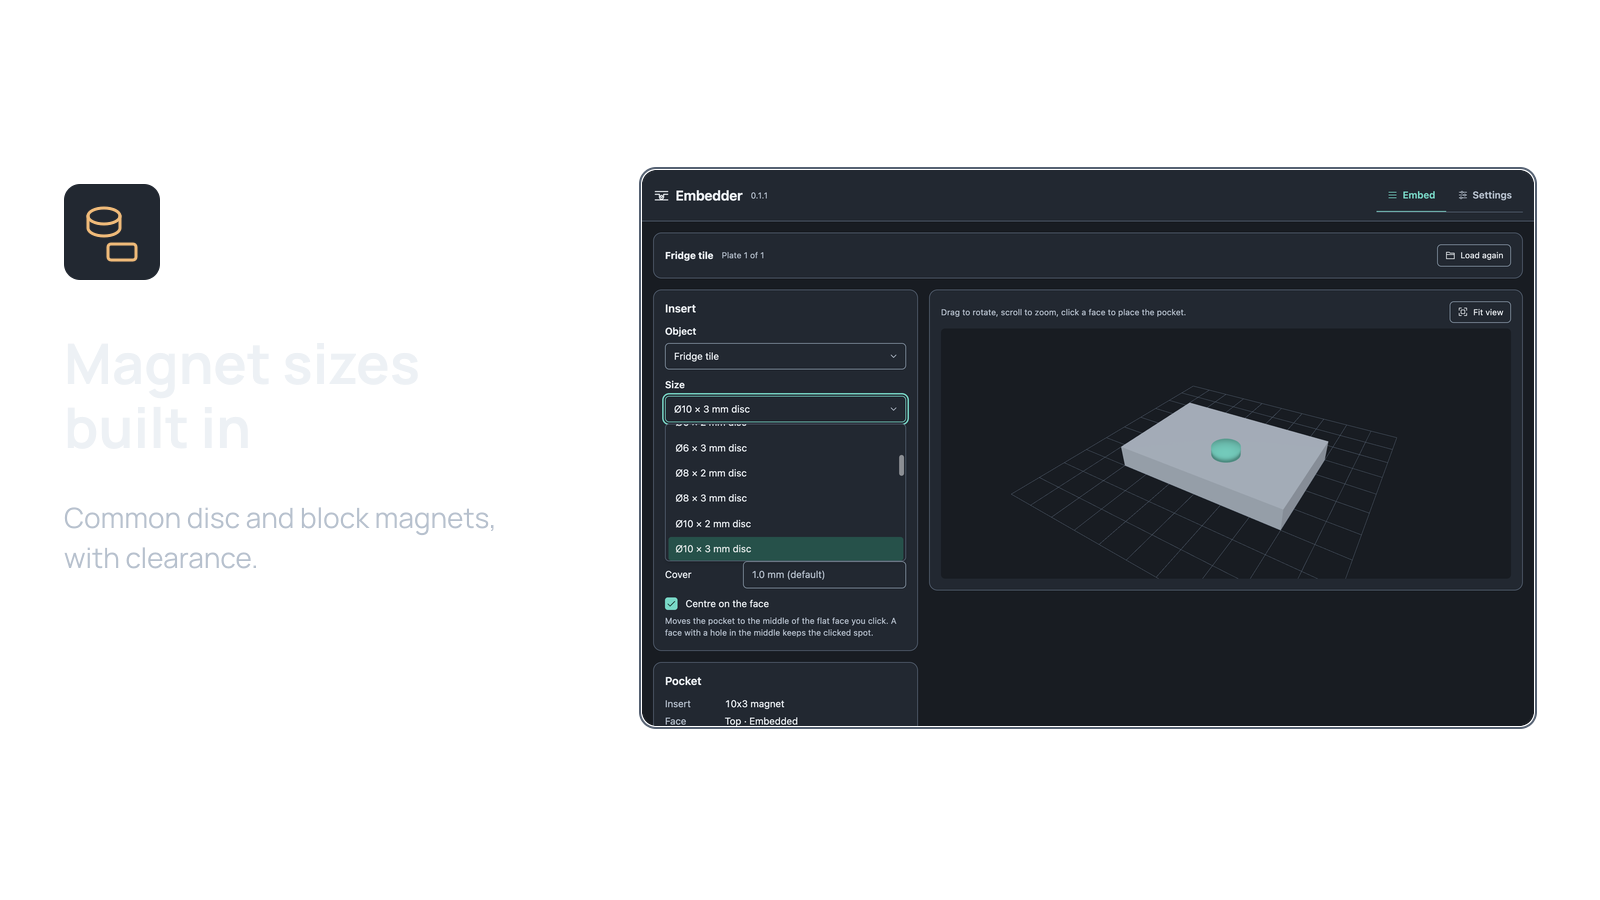 Magnet sizes
built in
Common disc and block magnets,
with clearance.
Embedder 0.1.1
Embed
Settings
Fridge tile Plate 1 of 1
Load again
Insert
Object
Fridge tile
Size
Ø10 × 3 mm disc
Ø6 × 3 mm disc
Ø8 × 2 mm disc
Ø8 × 3 mm disc
Ø10 × 2 mm disc
Ø10 × 3 mm disc
Cover 1.0 mm (default)
Centre on the face
Moves the pocket to the middle of the flat face you click. A
face with a hole in the middle keeps the clicked spot.
Pocket
Insert 10x3 magnet
Face Top · Embedded
Drag to rotate, scroll to zoom, click a face to place the pocket.
Fit view